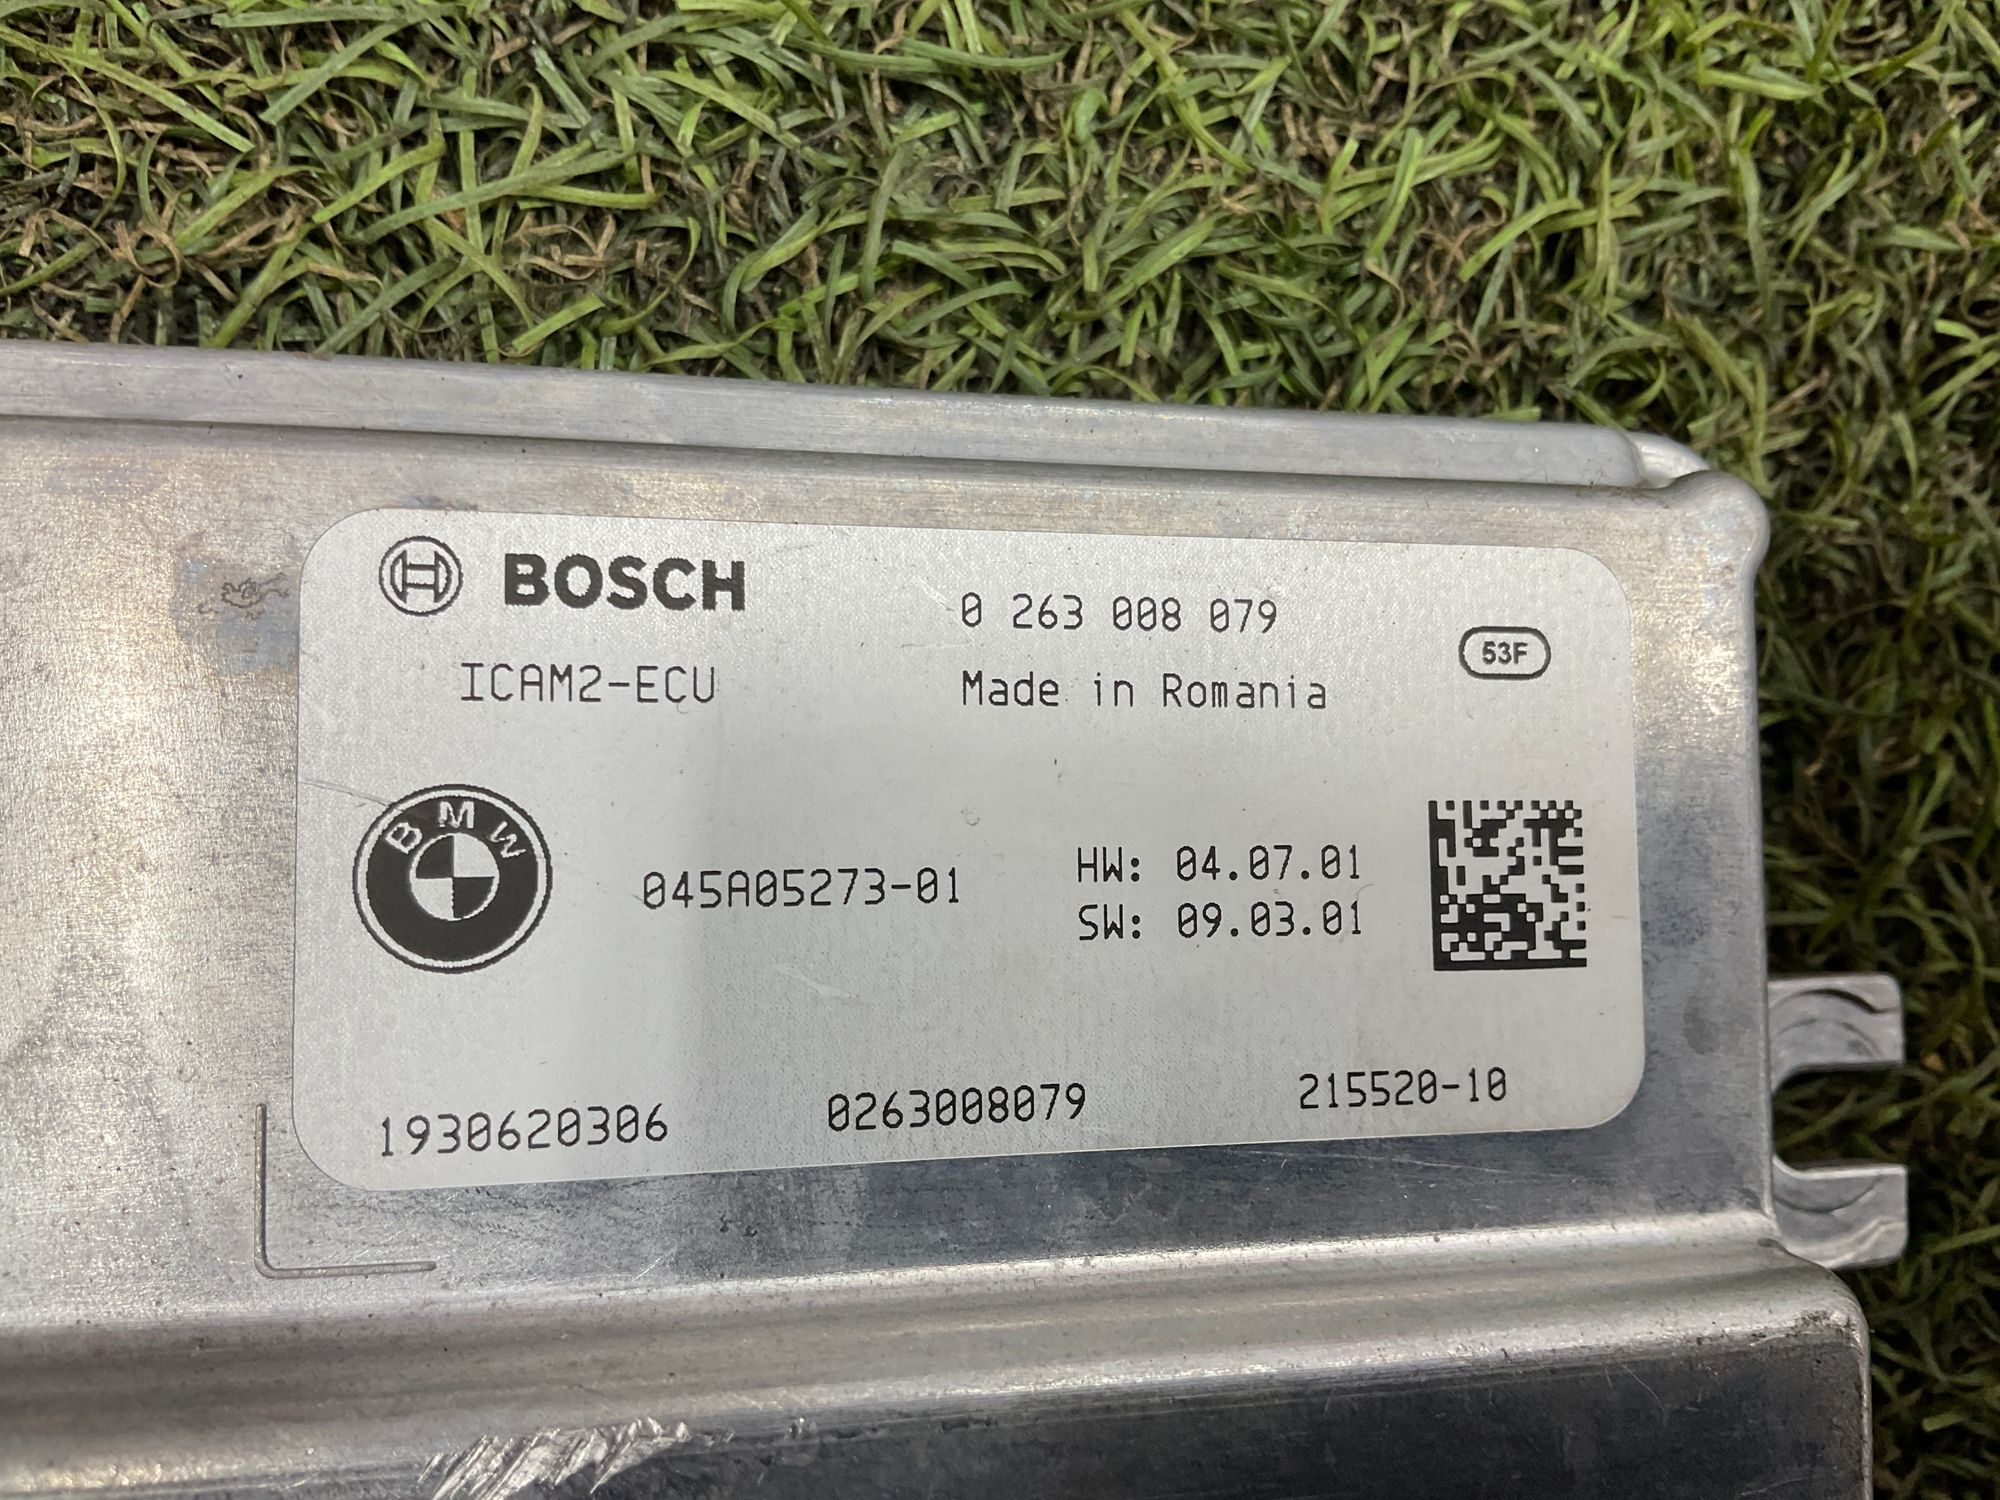 BOSCH
0 263 008 079
ICAM2-ECU
Made in Romania
53F
BMW
045A05273-01
HW: 04.07.01
SW: 09.03.01
1930620306
0263008079
215520-10